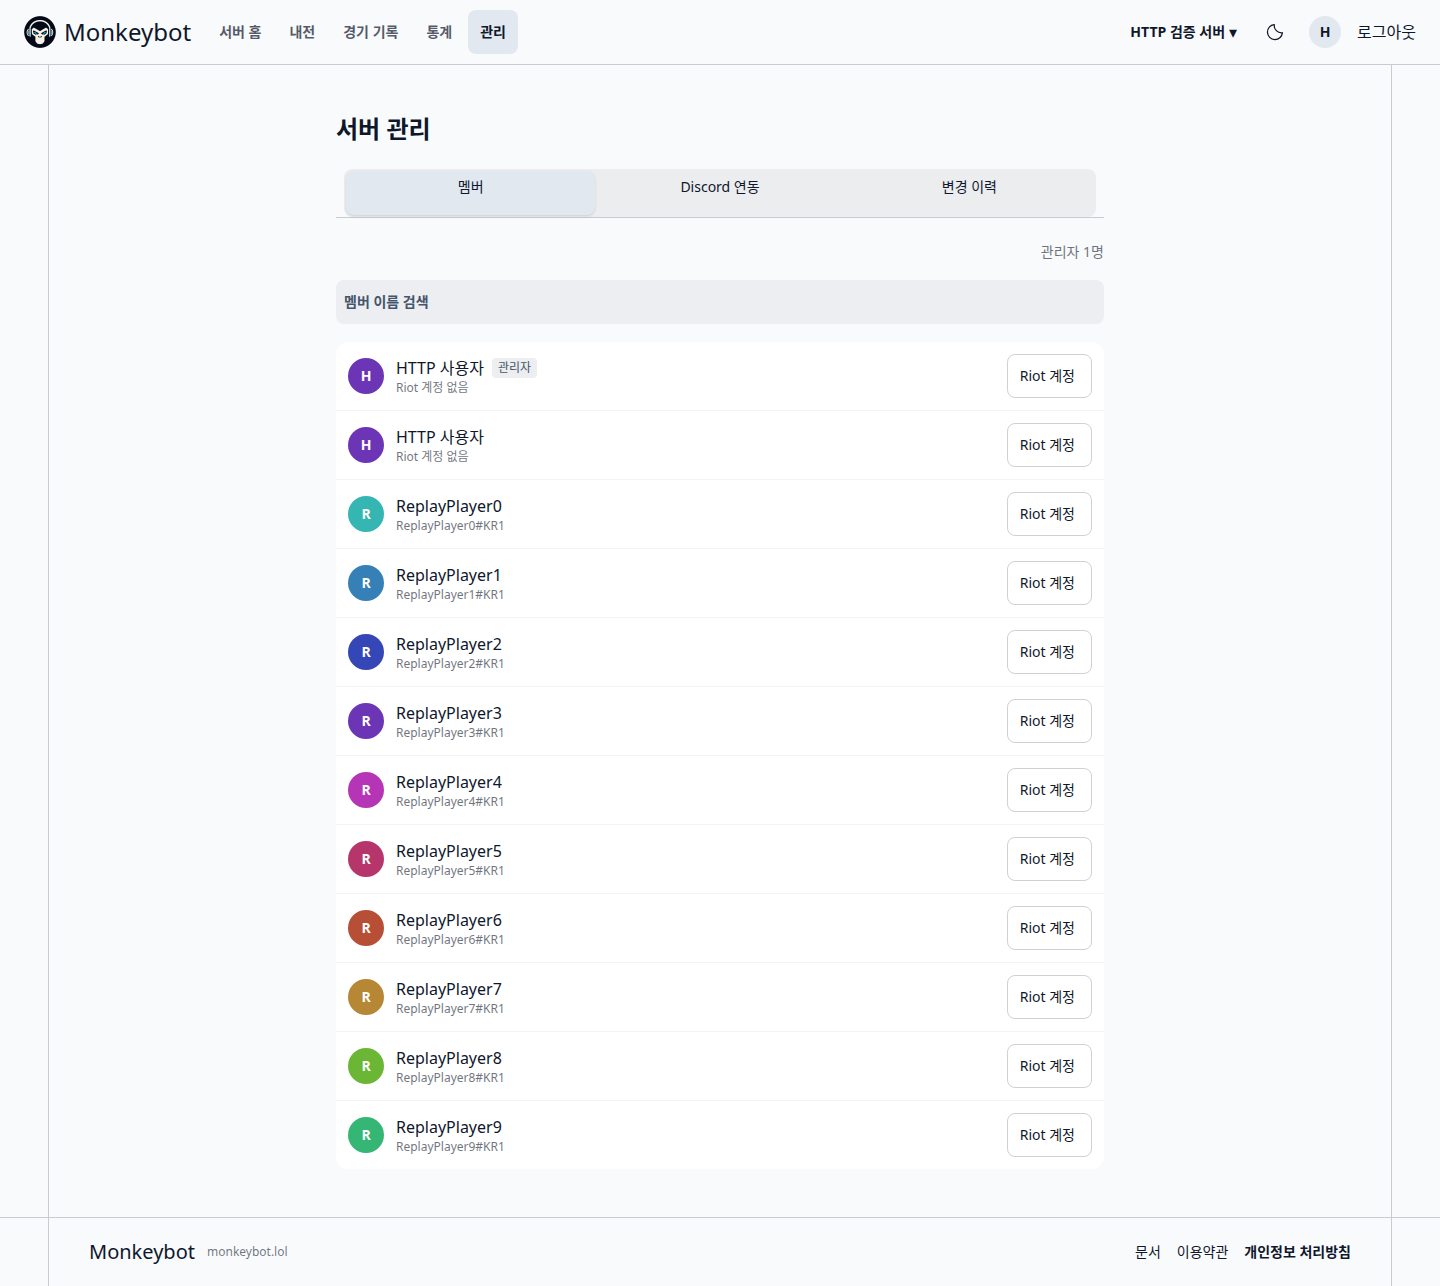 Monkeybot 서버 홈 내전 경기 기록 통계 관리 HTTP 검증 서버 ▾ H 로그아웃
서버 관리
멤버 Discord 연동 변경 이력
관리자 1명
멤버 이름 검색
H HTTP 사용자 관리자 Riot 계정
Riot 계정 없음
H HTTP 사용자 Riot 계정
Riot 계정 없음
R ReplayPlayer0 Riot 계정
ReplayPlayer0#KR1
R ReplayPlayer1 Riot 계정
ReplayPlayer1#KR1
R ReplayPlayer2 Riot 계정
ReplayPlayer2#KR1
R ReplayPlayer3 Riot 계정
ReplayPlayer3#KR1
R ReplayPlayer4 Riot 계정
ReplayPlayer4#KR1
R ReplayPlayer5 Riot 계정
ReplayPlayer5#KR1
R ReplayPlayer6 Riot 계정
ReplayPlayer6#KR1
R ReplayPlayer7 Riot 계정
ReplayPlayer7#KR1
R ReplayPlayer8 Riot 계정
ReplayPlayer8#KR1
R ReplayPlayer9 Riot 계정
ReplayPlayer9#KR1
Monkeybot monkeybot.lol 문서 이용약관 개인정보 처리방침